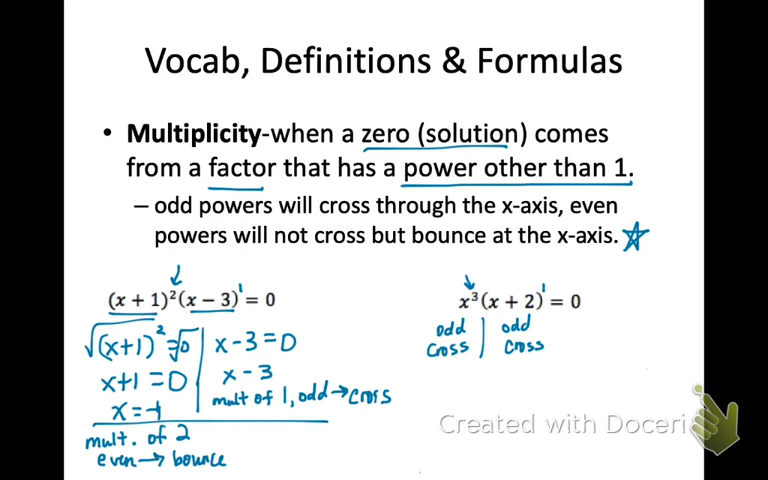 Vocab, Definitions & Formulas
• Multiplicity-when a zero (solution) comes
from a factor that has a power other than 1.
– odd powers will cross through the x-axis, even
powers will not cross but bounce at the x-axis.
(x + 1)²(x – 3)¹ = 0
√(x+1)² = √0
x+1 = 0
x = -1
mult. of 2
even → bounce
x - 3 = 0
x - 3
mult of 1, odd → cross
x³(x + 2)¹ = 0
odd
cross
odd
cross
Created with Doceri